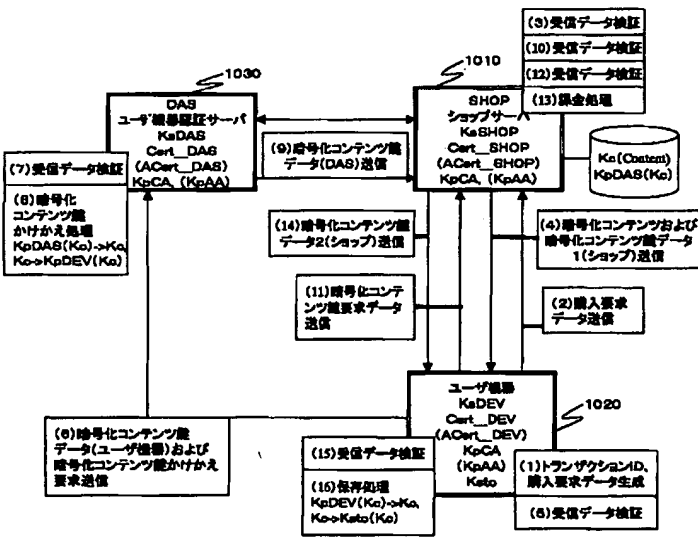 (3)受信データ検証
(10)受信データ検証
(12)受信データ検証
(13)課金処理
1030
1010
DAS
ユーザ機器認証サーバ
KsDAS
Cert__DAS
(ACert__DAS)
KpCA, (KpAA)
SHOP
ショップサーバ
KsSHOP
Cert__SHOP
(ACert__SHOP)
KpCA, (KpAA)
Kc(Content)
KpDAS(Kc)
(9)暗号化コンテンツ鍵
データ(DAS)送信
(7)受信データ検証
(8)暗号化
コンテンツ鍵
かけかえ処理
KpDAS(Kc)->Kc,
Kc->KpDEV(Kc)
(14)暗号化コンテンツ鍵
データ2(ショップ)送信
(4)暗号化コンテンツおよび
暗号化コンテンツ鍵データ
1(ショップ)送信
(11)暗号化コンテ
ンツ鍵要求データ
送信
(2)購入要求
データ送信
ユーザ機器
KsDEV
Cert__DEV
(ACert__DEV)
KpCA
(KpAA)
Ksto
1020
(6)暗号化コンテンツ鍵
データ(ユーザ機器)および
暗号化コンテンツ鍵かけかえ
要求送信
(15)受信データ検証
(16)保存処理
KpDEV(Kc)->Kc,
Kc->Ksto(Kc)
(1)トランザクションID、
購入要求データ生成
(5)受信データ検証